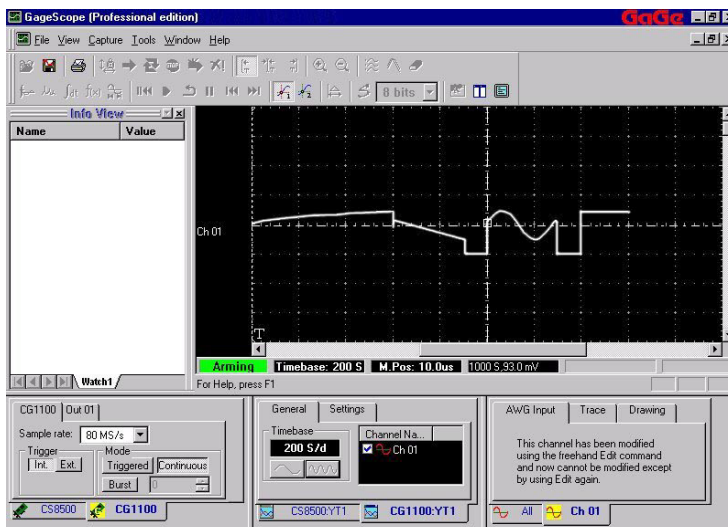 GageScope (Professional edition)
GaGe
File View Capture Tools Window Help
8 bits
Info View
Name Value
Ch 01
T
Watch1
Arming Timebase: 200 S M.Pos: 10.0us 1000 S,93.0 mV
For Help, press F1
CG1100 Out 01
Sample rate: 80 MS/s
Trigger
Int. Ext.
Mode
Triggered Continuous
Burst 0
CS8500 CG1100
General Settings
Timebase
200 S/d
Channel Na...
Ch 01
CS8500:YT1 CG1100:YT1
AWG Input Trace Drawing
This channel has been modified
using the freehand Edit command
and now cannot be modified except
by using Edit again.
All Ch 01